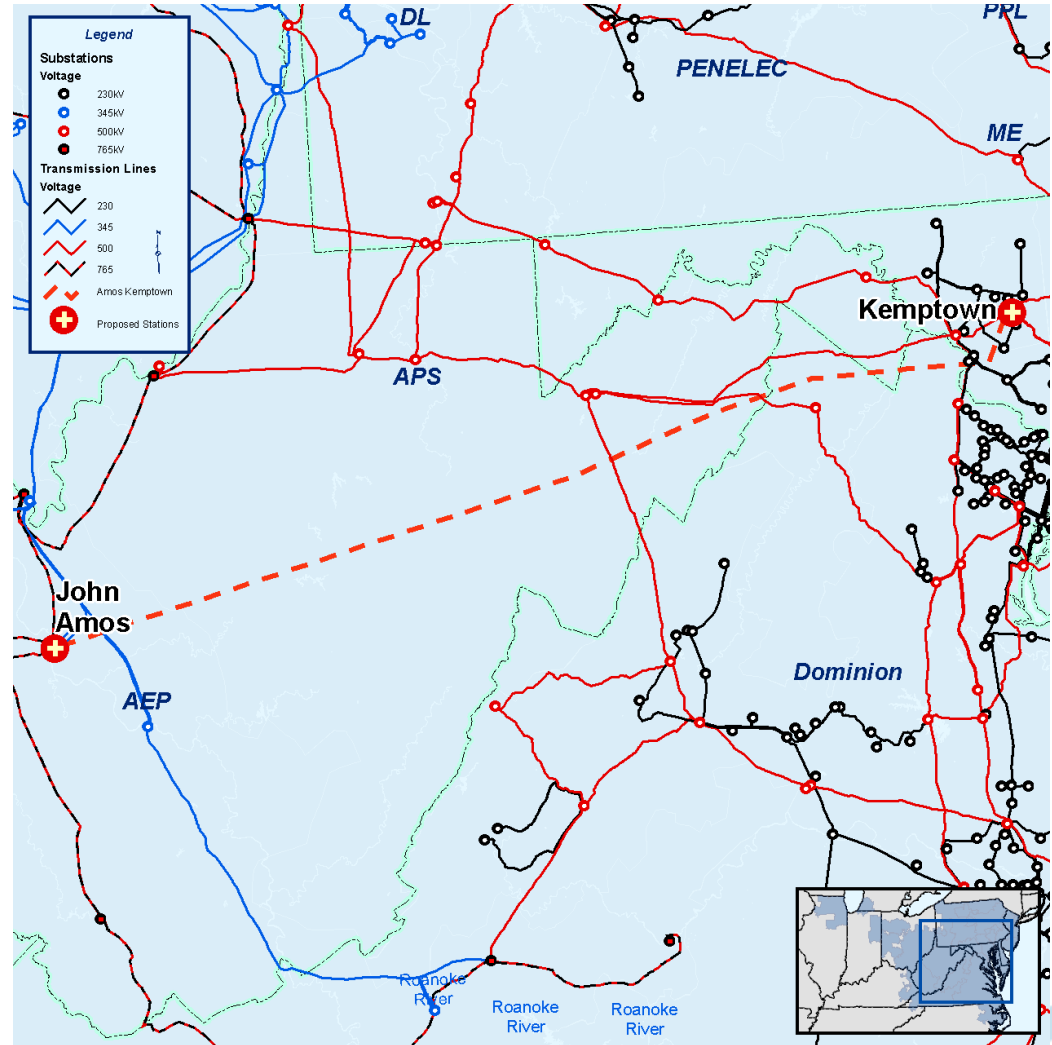 DL
PPL
Legend
Substations
Voltage
230kV
345kV
500kV
765kV
Transmission Lines
Voltage
230
345
500
765
Amos Kemptown
Proposed Stations
N
PENELEC
ME
Kemptown
APS
John
Amos
AEP
Dominion
Roanoke
River
Roanoke
River
Roanoke
River